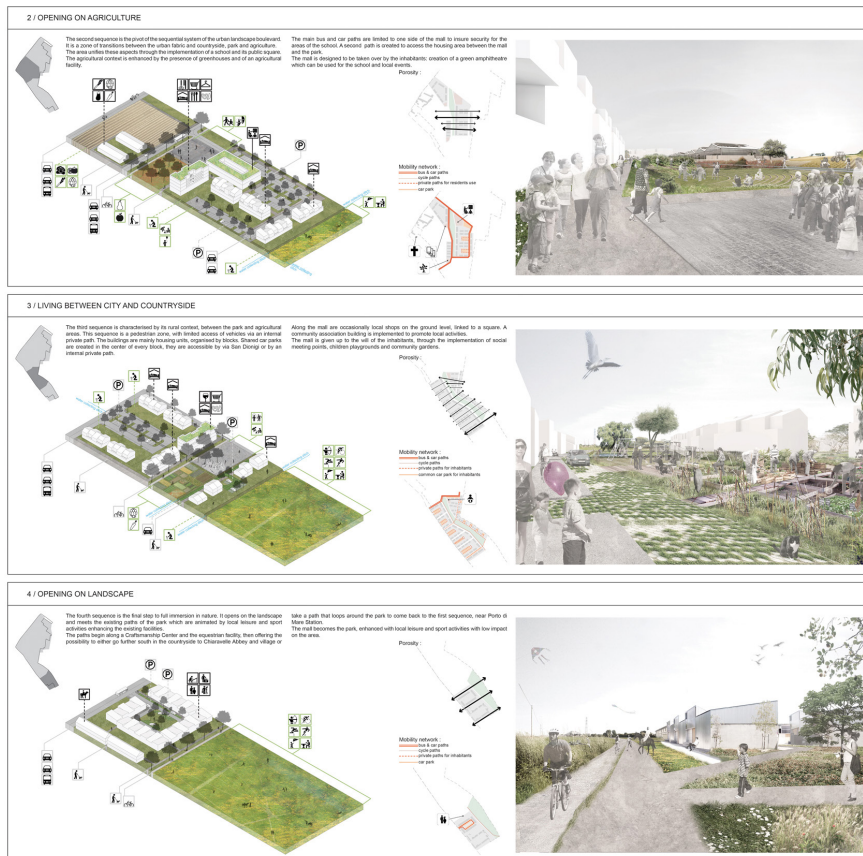 2 / OPENING ON AGRICULTURE
The second sequence is the pivot of the sequential system of the urban landscape boulevard.
It is a zone of transitions between the urban fabric and countryside, park and agriculture.
The area unifies these aspects through the implementation of a school and its public square.
The agricultural context is enhanced by the presence of greenhouses and of an agricultural
facility.
The main bus and car paths are limited to one side of the mall to insure security for the
areas of the school. A second path is created to access the housing area between the mall
and the park.
The mall is designed to be taken over by the inhabitants; creation of a green amphitheatre
which can be used for the school and local events.
Porosity :
Mobility network :
bus & car paths
cycle paths
private paths for residents use
car park
P
P
3 / LIVING BETWEEN CITY AND COUNTRYSIDE
The third sequence is characterised by its rural context, between the park and agricultural
areas. This sequence is a pedestrian zone, with limited access of vehicles via an internal
private path. The buildings are mainly housing units, organised by blocks. Shared car parks
are created in the center of every block, they are accessible by via San Dionigi or by an
internal private path.
Along the mall are occasionally local shops on the ground level, linked to a square. A
community association building is implemented to promote local activities.
The mall is given up to the will of the inhabitants, through the implementation of social
meeting points, children playgrounds and community gardens.
Porosity :
Mobility network :
bus & car paths
cycle paths
private paths for inhabitants
common car park for inhabitants
P
P
4 / OPENING ON LANDSCAPE
The fourth sequence is the final step to full immersion in nature. It opens on the landscape
and meets the existing paths of the park which are animated by local leisure and sport
activities enhancing the existing facilities.
The paths begin along a Craftsmanship Center and the equestrian facility, then offering the
possibility to either go further south in the countryside to Chiaravalle Abbey and village or
take a path that loops around the park to come back to the first sequence, near Porto di
Mare Station.
The mall becomes the park, enhanced with local leisure and sport activities with low impact
on the area.
Porosity :
Mobility network :
bus & car paths
cycle paths
private paths for inhabitants
car park
P
P